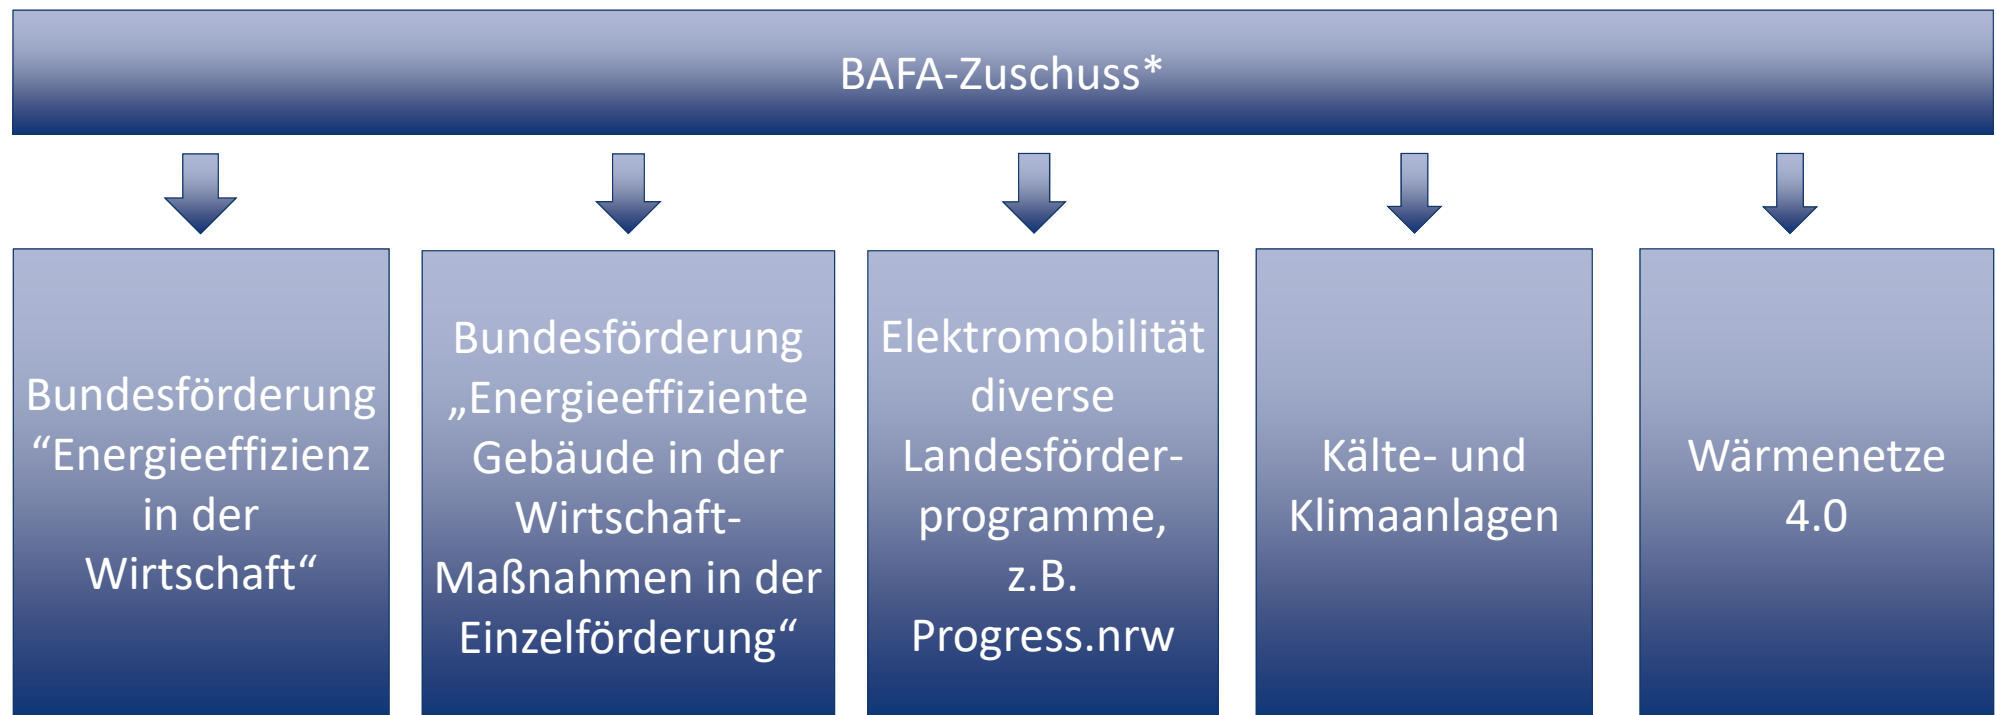 BAFA-Zuschuss*
Bundesförderung
“Energieeffizienz
in der
Wirtschaft“
Bundesförderung
„Energieeffiziente
Gebäude in der
Wirtschaft-
Maßnahmen in der
Einzelförderung“
Elektromobilität
diverse
Landesförder-
programme,
z.B.
Progress.nrw
Kälte- und
Klimaanlagen
Wärmenetze
4.0